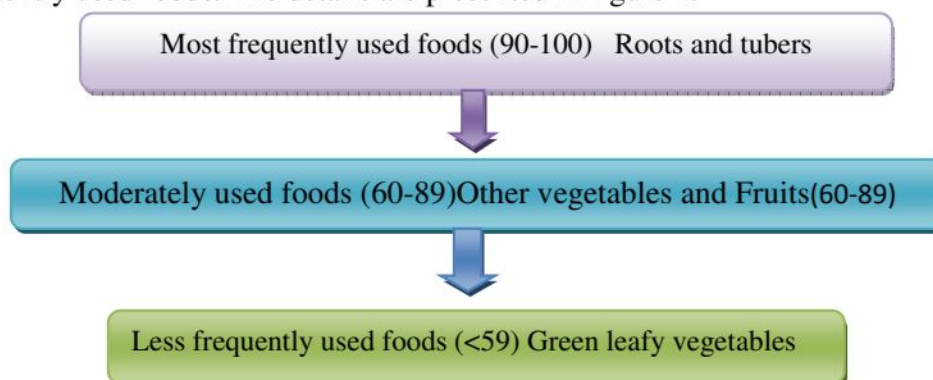 Most frequently used foods (90-100) Roots and tubers
Moderately used foods (60-89)Other vegetables and Fruits(60-89)
Less frequently used foods (<59) Green leafy vegetables